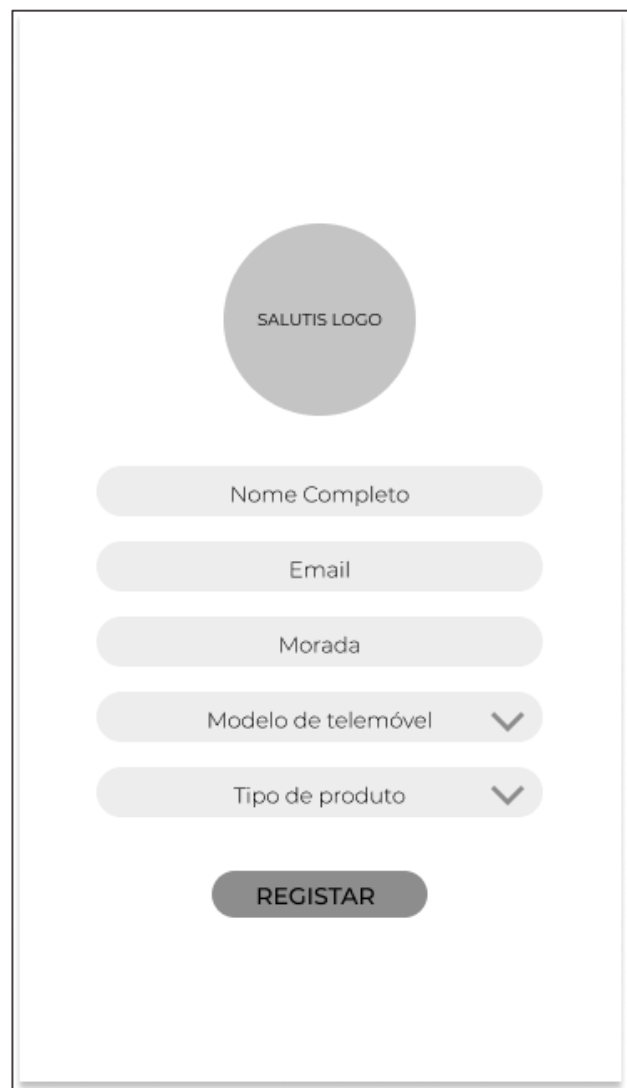 SALUTIS LOGO
Nome Completo
Email
Morada
Modelo de telemóvel
Tipo de produto
REGISTAR